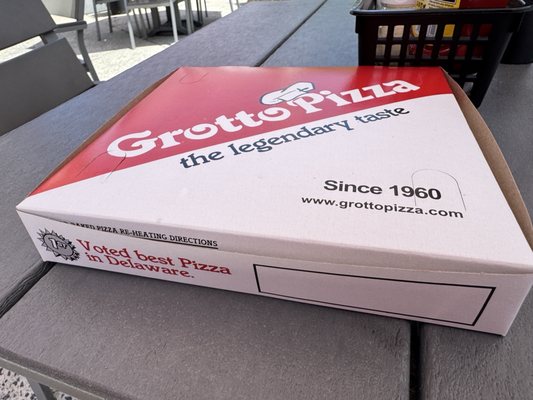 Grotto Pizza
the legendary taste
Since 1960
www.grottopizza.com
BAKED PIZZA RE-HEATING DIRECTIONS
Voted best Pizza
in Delaware.